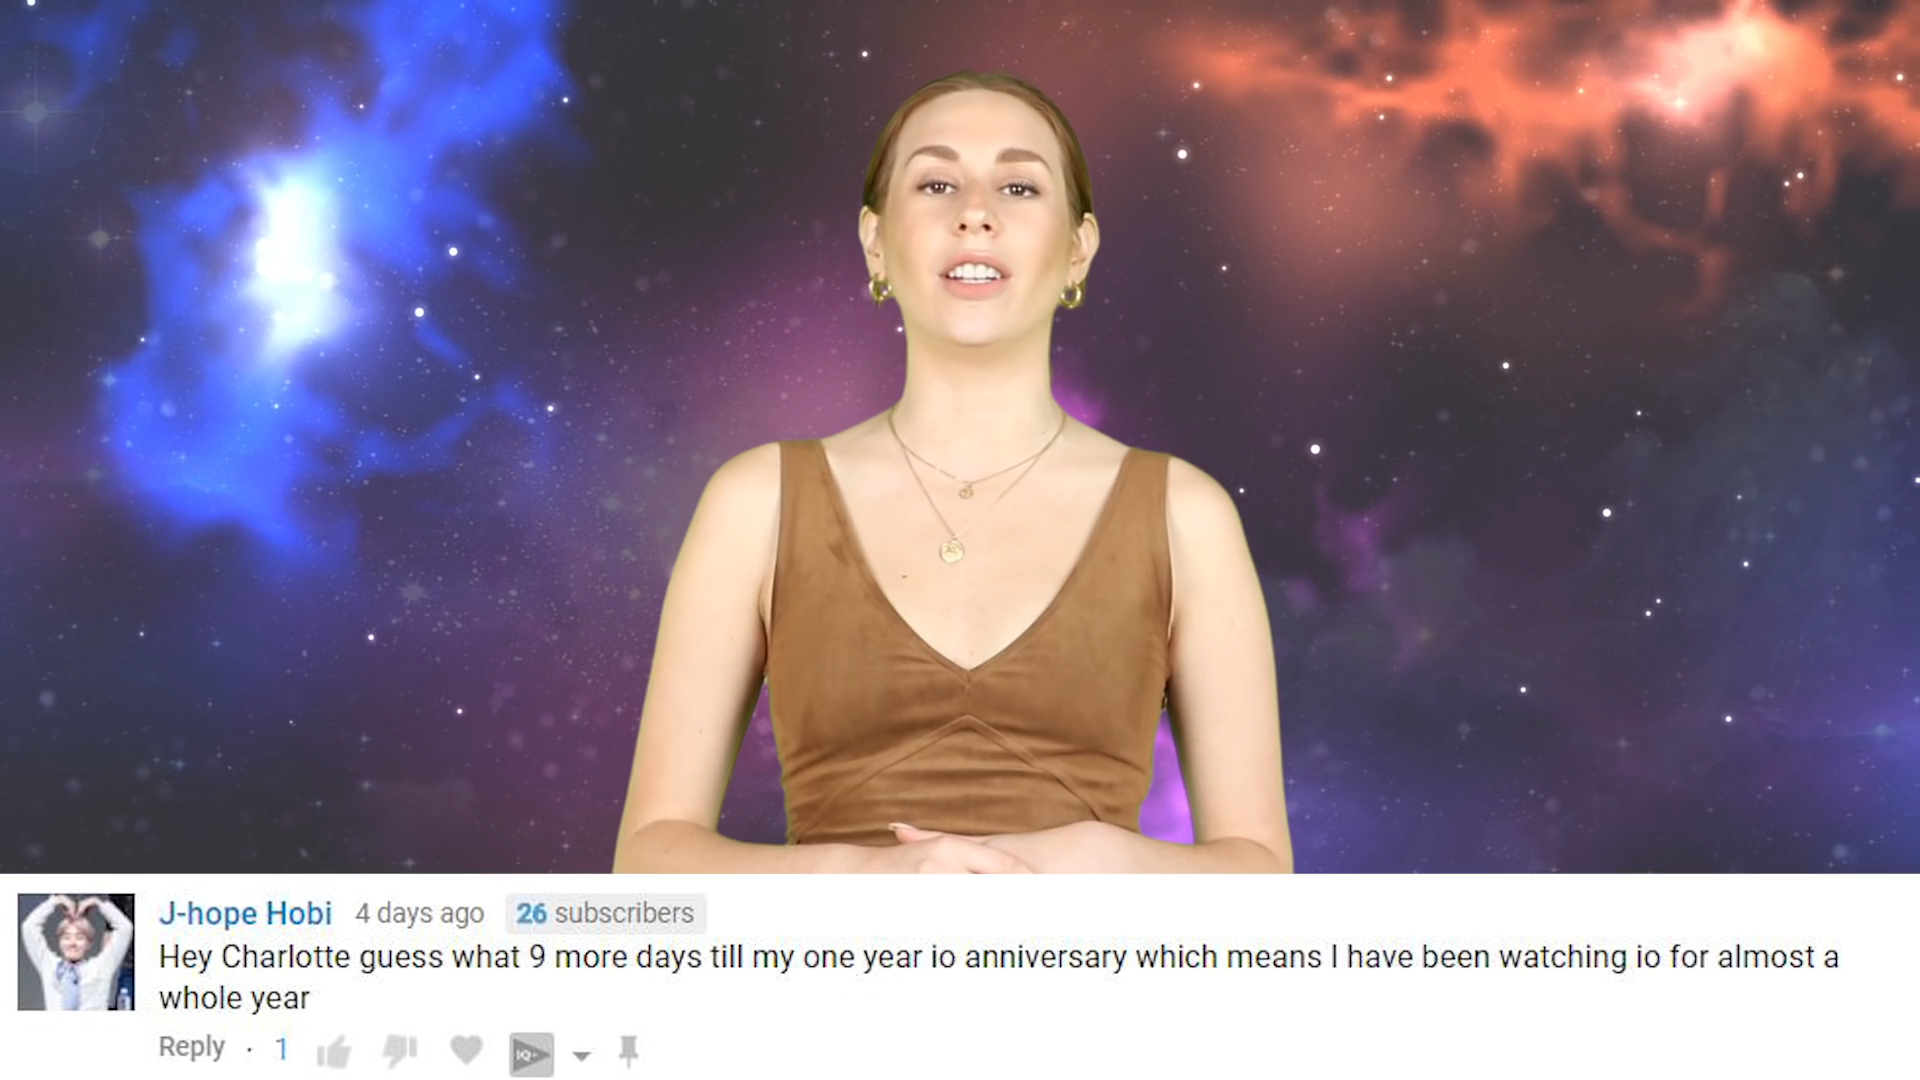 J-hope Hobi 4 days ago 26 subscribers
Hey Charlotte guess what 9 more days till my one year io anniversary which means I have been watching io for almost a
whole year
Reply · 1 IQ